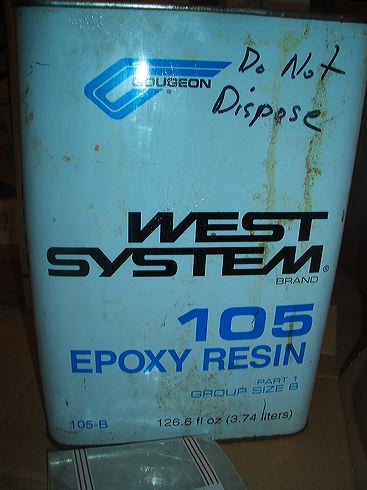 GOUGEON
®
Do Not
Dispose
WEST
SYSTEM®
BRAND
105
EPOXY RESIN
PART 1
GROUP SIZE B
105-B 126.6 fl oz (3.74 liters)